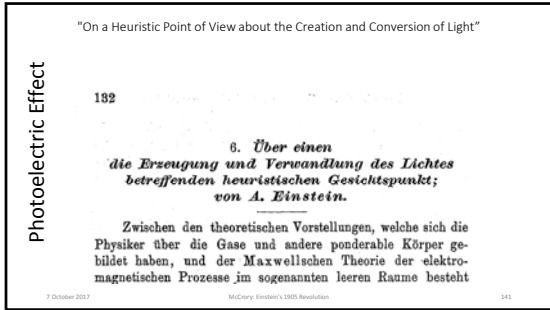 "On a Heuristic Point of View about the Creation and Conversion of Light”
Photoelectric Effect
132
6. Über einen
die Erzeugung und Verwandlung des Lichtes
betreffenden heuristischen Gesichtspunkt;
von A. Einstein.
Zwischen den theoretischen Vorstellungen, welche sich die
Physiker über die Gase und andere ponderable Körper ge-
bildet haben, und der Maxwellschen Theorie der elektro-
magnetischen Prozesse im sogenannten leeren Raume besteht
7 October 2017
McCrory: Einstein's 1905 Revolution
141